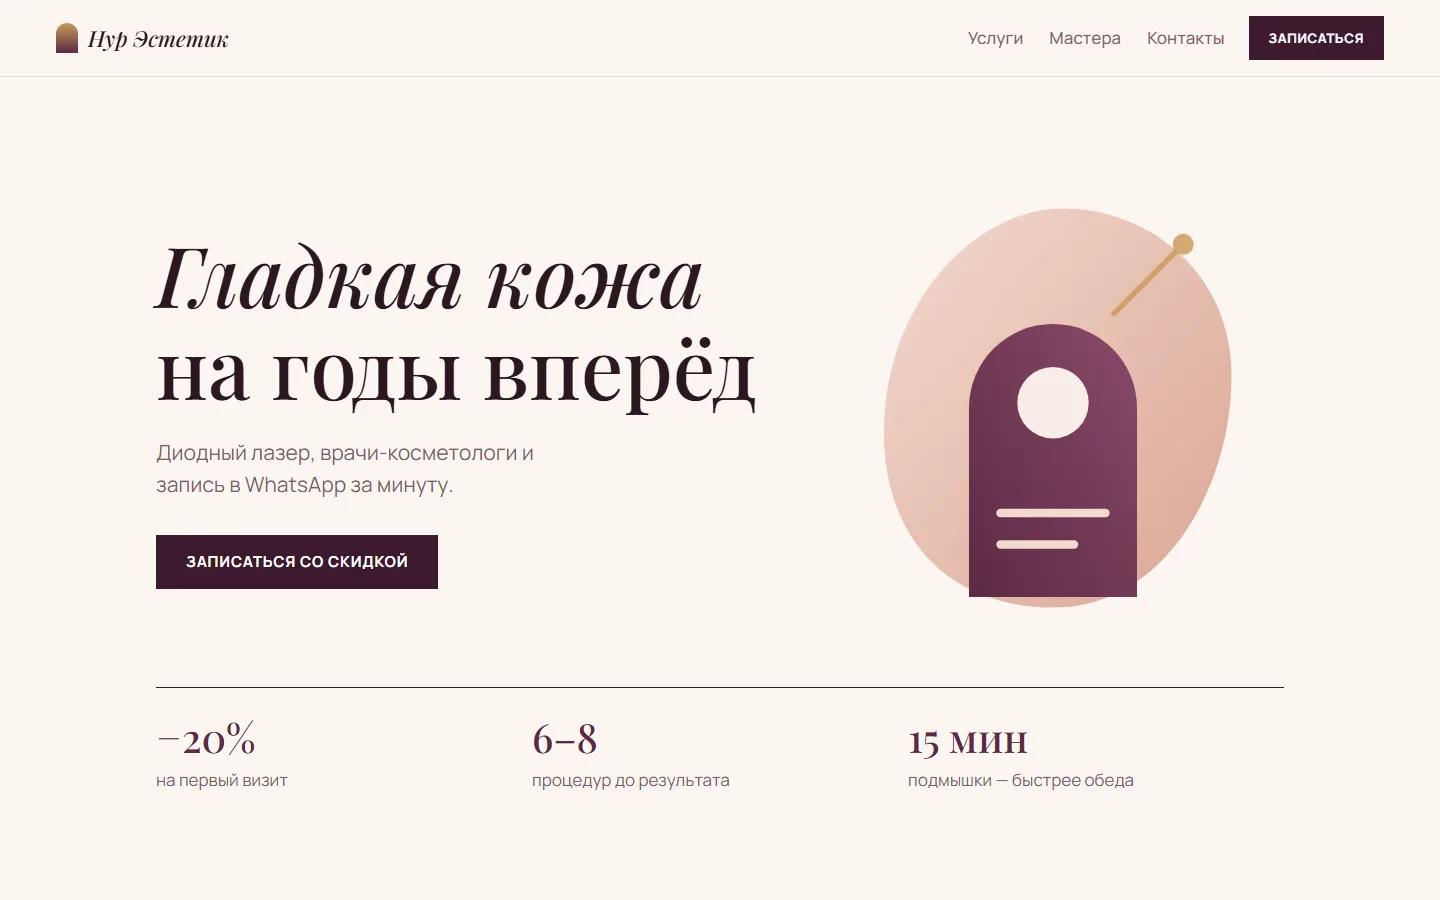 Нур Эстетик
Услуги
Мастера
Контакты
ЗАПИСАТЬСЯ
Гладкая кожа
на годы вперёд
Диодный лазер, врачи-косметологи и
запись в WhatsApp за минуту.
ЗАПИСАТЬСЯ СО СКИДКОЙ
−20%
на первый визит
6–8
процедур до результата
15 мин
подмышки — быстрее обеда